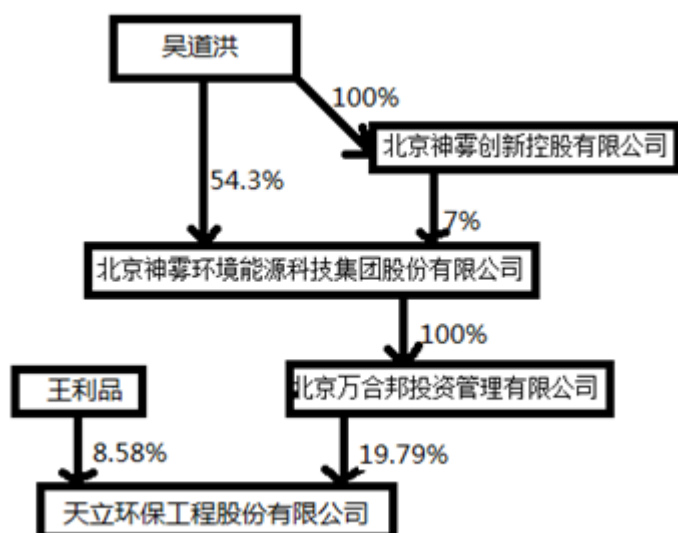 吴道洪
100%
北京神雾创新控股有限公司
54.3%
7%
北京神雾环境能源科技集团股份有限公司
100%
王利品
北京万合邦投资管理有限公司
8.58%
19.79%
天立环保工程股份有限公司